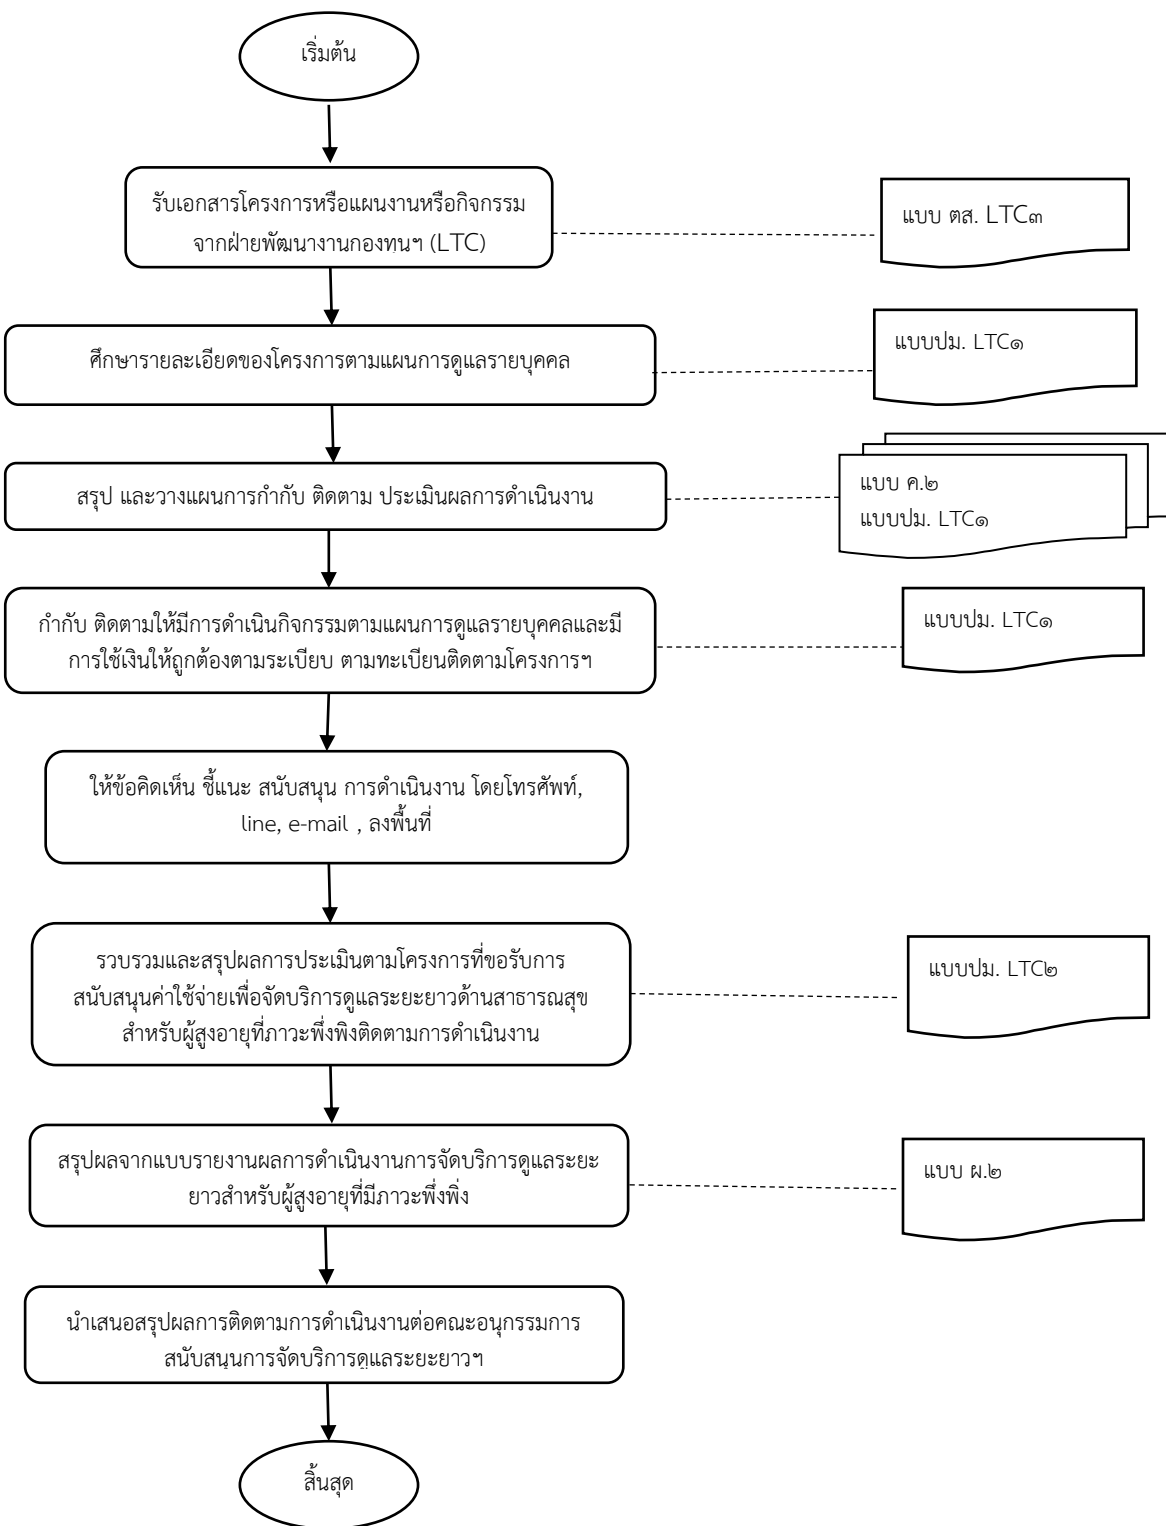 เริ่มต้น
รับเอกสารโครงการหรือแผนงานหรือกิจกรรม
จากฝ่ายพัฒนางานกองทุนฯ (LTC)
แบบ ตส. LTC๓
ศึกษารายละเอียดของโครงการตามแผนการดูแลรายบุคคล
แบบปม. LTC๑
สรุป และวางแผนการกำกับ ติดตาม ประเมินผลการดำเนินงาน
แบบ ค.๒
แบบปม. LTC๑
กำกับ ติดตามให้มีการดำเนินกิจกรรมตามแผนการดูแลรายบุคคลและมี
การใช้เงินให้ถูกต้องตามระเบียบ ตามทะเบียนติดตามโครงการฯ
แบบปม. LTC๑
ให้ข้อคิดเห็น ชี้แนะ สนับสนุน การดำเนินงาน โดยโทรศัพท์,
line, e-mail , ลงพื้นที่
รวบรวมและสรุปผลการประเมินตามโครงการที่ขอรับการ
สนับสนุนค่าใช้จ่ายเพื่อจัดบริการดูแลระยะยาวด้านสาธารณสุข
สำหรับผู้สูงอายุที่ภาวะพึ่งพิงติดตามการดำเนินงาน
แบบปม. LTC๒
สรุปผลจากแบบรายงานผลการดำเนินงานการจัดบริการดูแลระยะ
ยาวสำหรับผู้สูงอายุที่มีภาวะพึ่งพิ่ง
แบบ ผ.๒
นำเสนอสรุปผลการติดตามการดำเนินงานต่อคณะอนุกรรมการ
สนับสนุนการจัดบริการดูแลระยะยาวฯ
สิ้นสุด